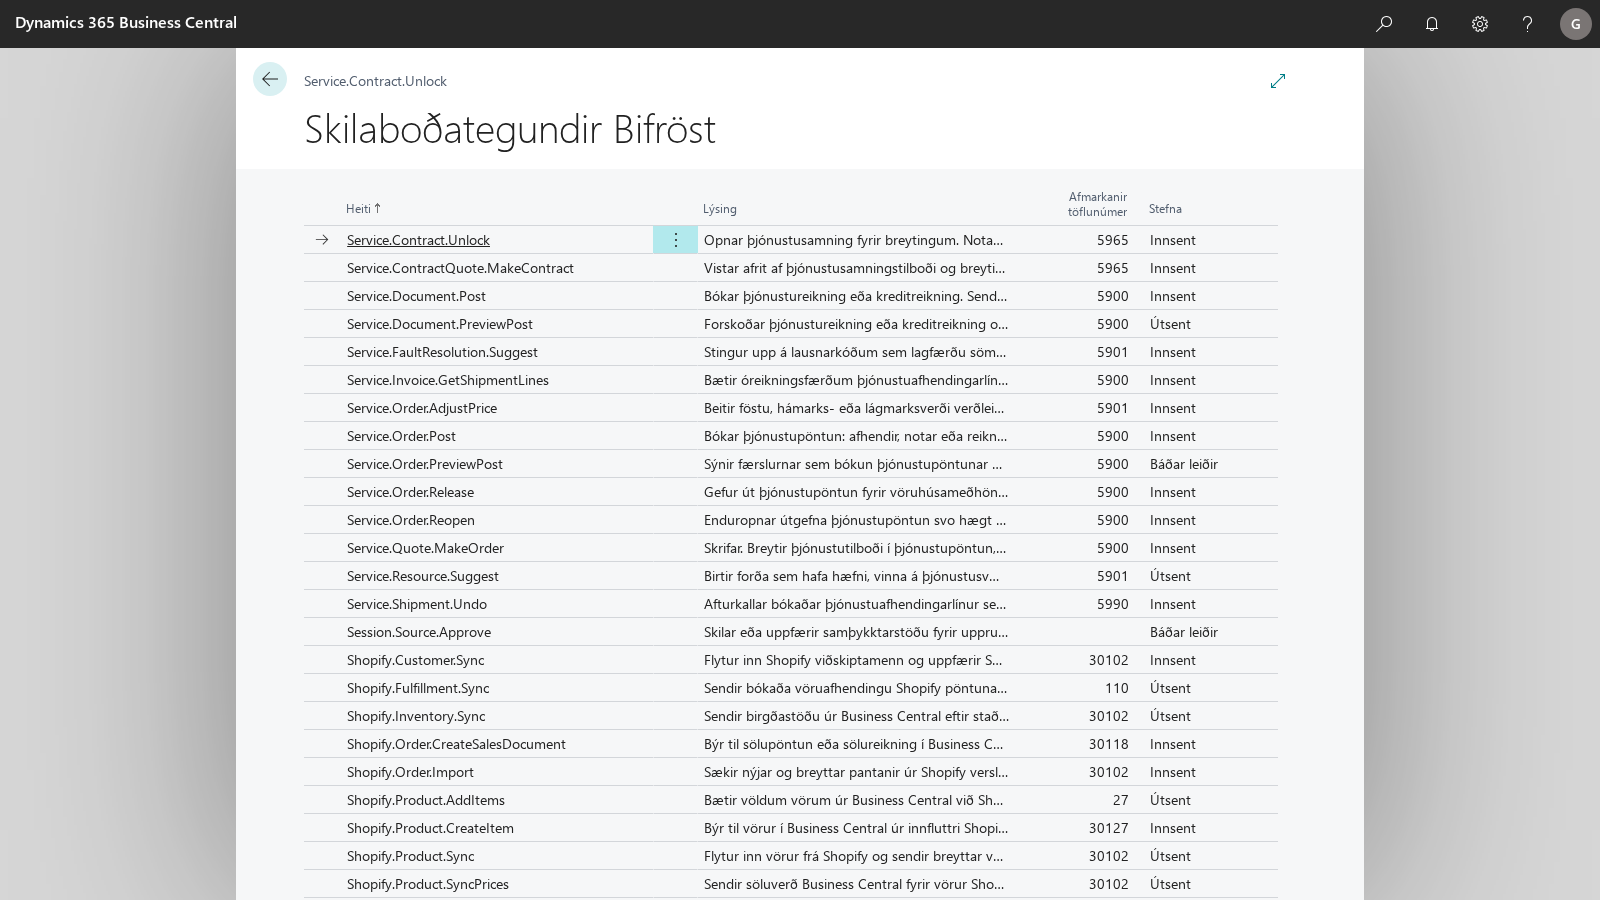 Dynamics 365 Business Central
G
Service.Contract.Unlock
Skilaboðategundir Bifröst
Heiti ↑ Lýsing Afmarkanir töflunúmer Stefna
Service.Contract.Unlock Opnar þjónustusamning fyrir breytingum. Nota... 5965 Innsent
Service.ContractQuote.MakeContract Vistar afrit af þjónustusamningstilboði og breyti... 5965 Innsent
Service.Document.Post Bókar þjónustureikning eða kreditreikning. Send... 5900 Innsent
Service.Document.PreviewPost Forskoðar þjónustureikning eða kreditreikning o... 5900 Útsent
Service.FaultResolution.Suggest Stingur upp á lausnarkóðum sem lagfærðu söm... 5901 Innsent
Service.Invoice.GetShipmentLines Bætir óreikningsfærðum þjónustuafhendingarlín... 5900 Innsent
Service.Order.AdjustPrice Beitir föstu, hámarks- eða lágmarksverði verðlei... 5901 Innsent
Service.Order.Post Bókar þjónustupöntun: afhendir, notar eða reikn... 5900 Innsent
Service.Order.PreviewPost Sýnir færslurnar sem bókun þjónustupöntunar ... 5900 Báðar leiðir
Service.Order.Release Gefur út þjónustupöntun fyrir vöruhúsameðhön... 5900 Innsent
Service.Order.Reopen Enduropnar útgefna þjónustupöntun svo hægt ... 5900 Innsent
Service.Quote.MakeOrder Skrifar. Breytir þjónustutilboði í þjónustupöntun,... 5900 Innsent
Service.Resource.Suggest Birtir forða sem hafa hæfni, vinna á þjónustusv... 5901 Útsent
Service.Shipment.Undo Afturkallar bókaðar þjónustuafhendingarlínur se... 5990 Innsent
Session.Source.Approve Skilar eða uppfærir samþykktarstöðu fyrir uppru... Báðar leiðir
Shopify.Customer.Sync Flytur inn Shopify viðskiptamenn og uppfærir S... 30102 Innsent
Shopify.Fulfillment.Sync Sendir bókaða vöruafhendingu Shopify pöntuna... 110 Útsent
Shopify.Inventory.Sync Sendir birgðastöðu úr Business Central eftir stað... 30102 Útsent
Shopify.Order.CreateSalesDocument Býr til sölupöntun eða sölureikning í Business C... 30118 Innsent
Shopify.Order.Import Sækir nýjar og breyttar pantanir úr Shopify versl... 30102 Innsent
Shopify.Product.AddItems Bætir völdum vörum úr Business Central við Sh... 27 Útsent
Shopify.Product.CreateItem Býr til vörur í Business Central úr innfluttri Shopi... 30127 Innsent
Shopify.Product.Sync Flytur inn vörur frá Shopify og sendir breyttar v... 30102 Útsent
Shopify.Product.SyncPrices Sendir söluverð Business Central fyrir vörur Sho... 30102 Útsent